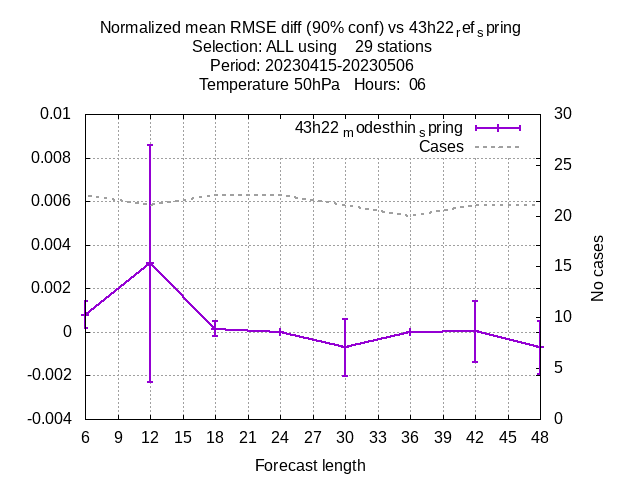 Normalized mean RMSE diff (90% conf) vs 43h22refspring
Selection: ALL using 29 stations
Period: 20230415-20230506
Temperature 50hPa Hours: 06
43h22modesthinspring
Cases
0.01
0.008
0.006
0.004
0.002
0
-0.002
-0.004
30
25
20
15
10
5
0
No cases
6 9 12 15 18 21 24 27 30 33 36 39 42 45 48
Forecast length